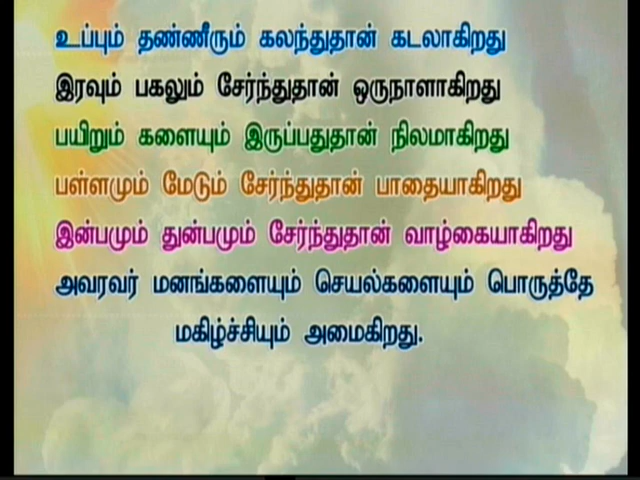 உப்பும் தண்ணீரும் கலந்துதான் கடலாகிறது
இரவும் பகலும் சேர்ந்துதான் ஒருநாளாகிறது
பயிறும் களையும் இருப்பதுதான் நிலமாகிறது
பள்ளமும் மேடும் சேர்ந்துதான் பாதையாகிறது
இன்பமும் துன்பமும் சேர்ந்துதான் வாழ்கையாகிறது
அவரவர் மனங்களையும் செயல்களையும் பொருத்தே
மகிழ்ச்சியும் அமைகிறது.